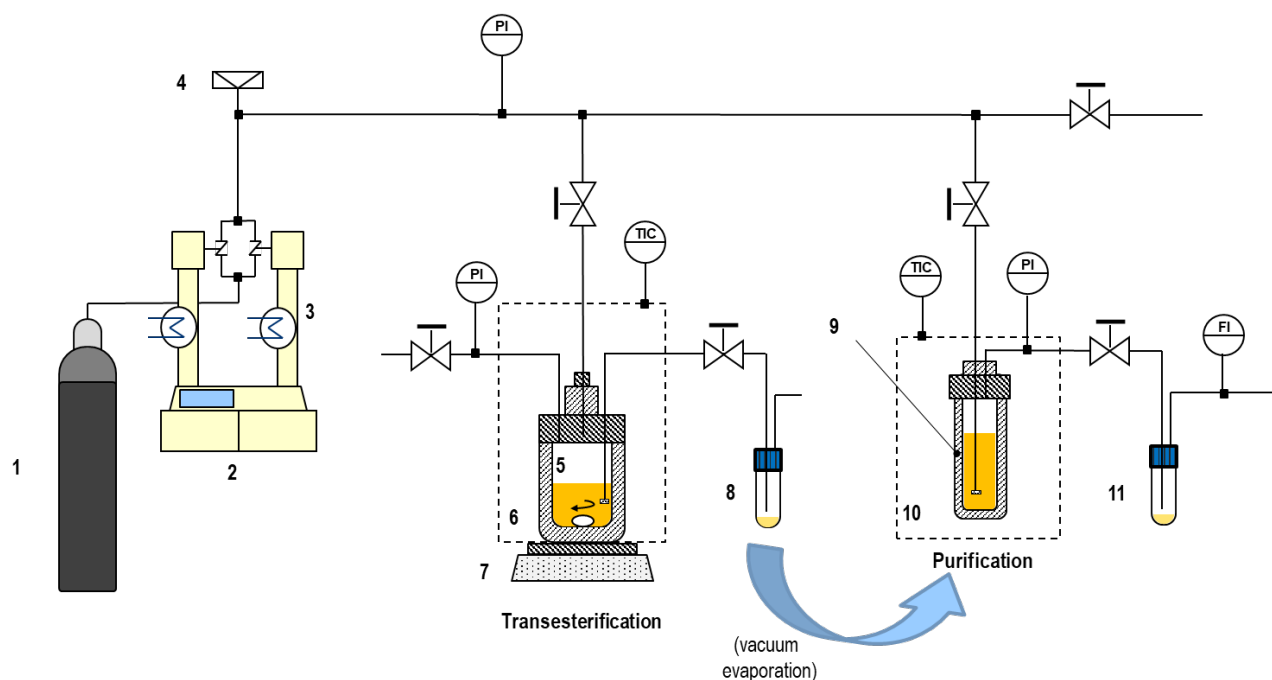 PI
4
TIC
PI
TIC
PI
3
9
FI
1
2
5
6
7
8
10
11
Purification
Transesterification
(vacuum
evaporation)